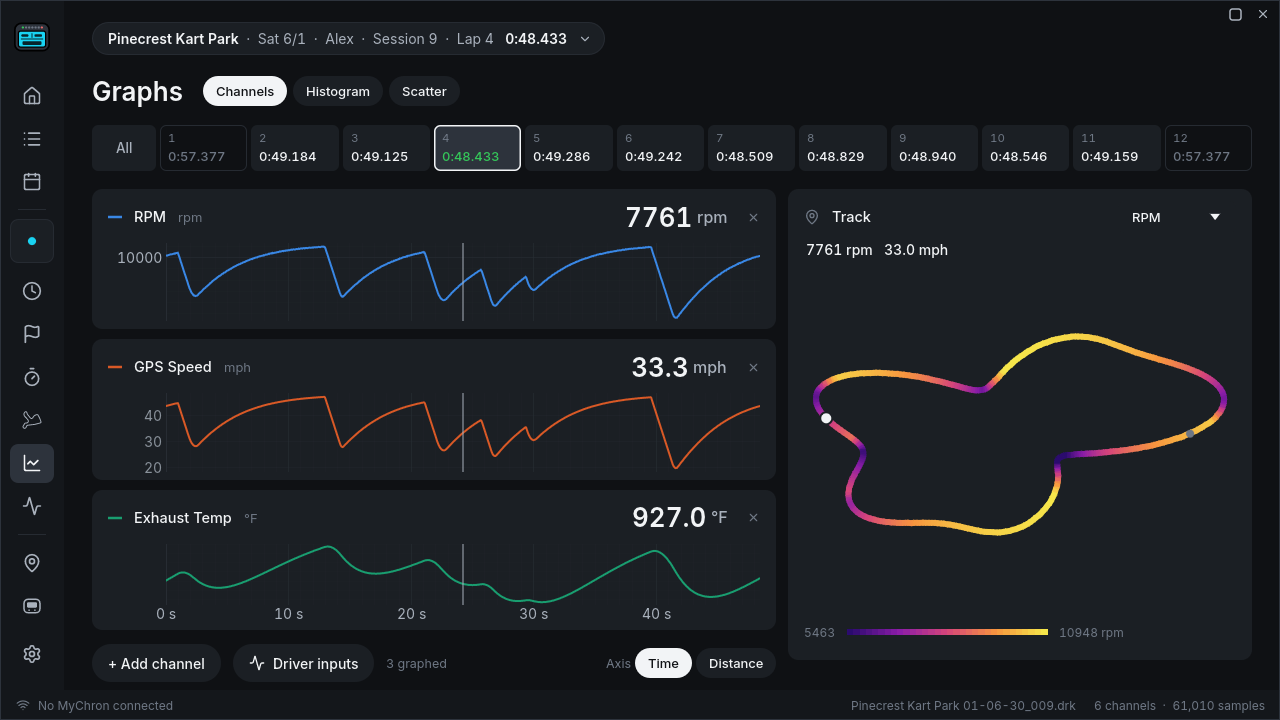 Pinecrest Kart Park · Sat 6/1 · Alex · Session 9 · Lap 4 0:48.433
Graphs Channels Histogram Scatter
All
1 0:57.377
2 0:49.184
3 0:49.125
4 0:48.433
5 0:49.286
6 0:49.242
7 0:48.509
8 0:48.829
9 0:48.940
10 0:48.546
11 0:49.159
12 0:57.377
RPM rpm 7761 rpm
10000
GPS Speed mph 33.3 mph
40
30
20
Exhaust Temp °F 927.0 °F
0 s 10 s 20 s 30 s 40 s
+ Add channel Driver inputs 3 graphed Axis Time Distance
Track RPM
7761 rpm 33.0 mph
5463 10948 rpm
No MyChron connected
Pinecrest Kart Park 01-06-30_009.drk 6 channels · 61,010 samples